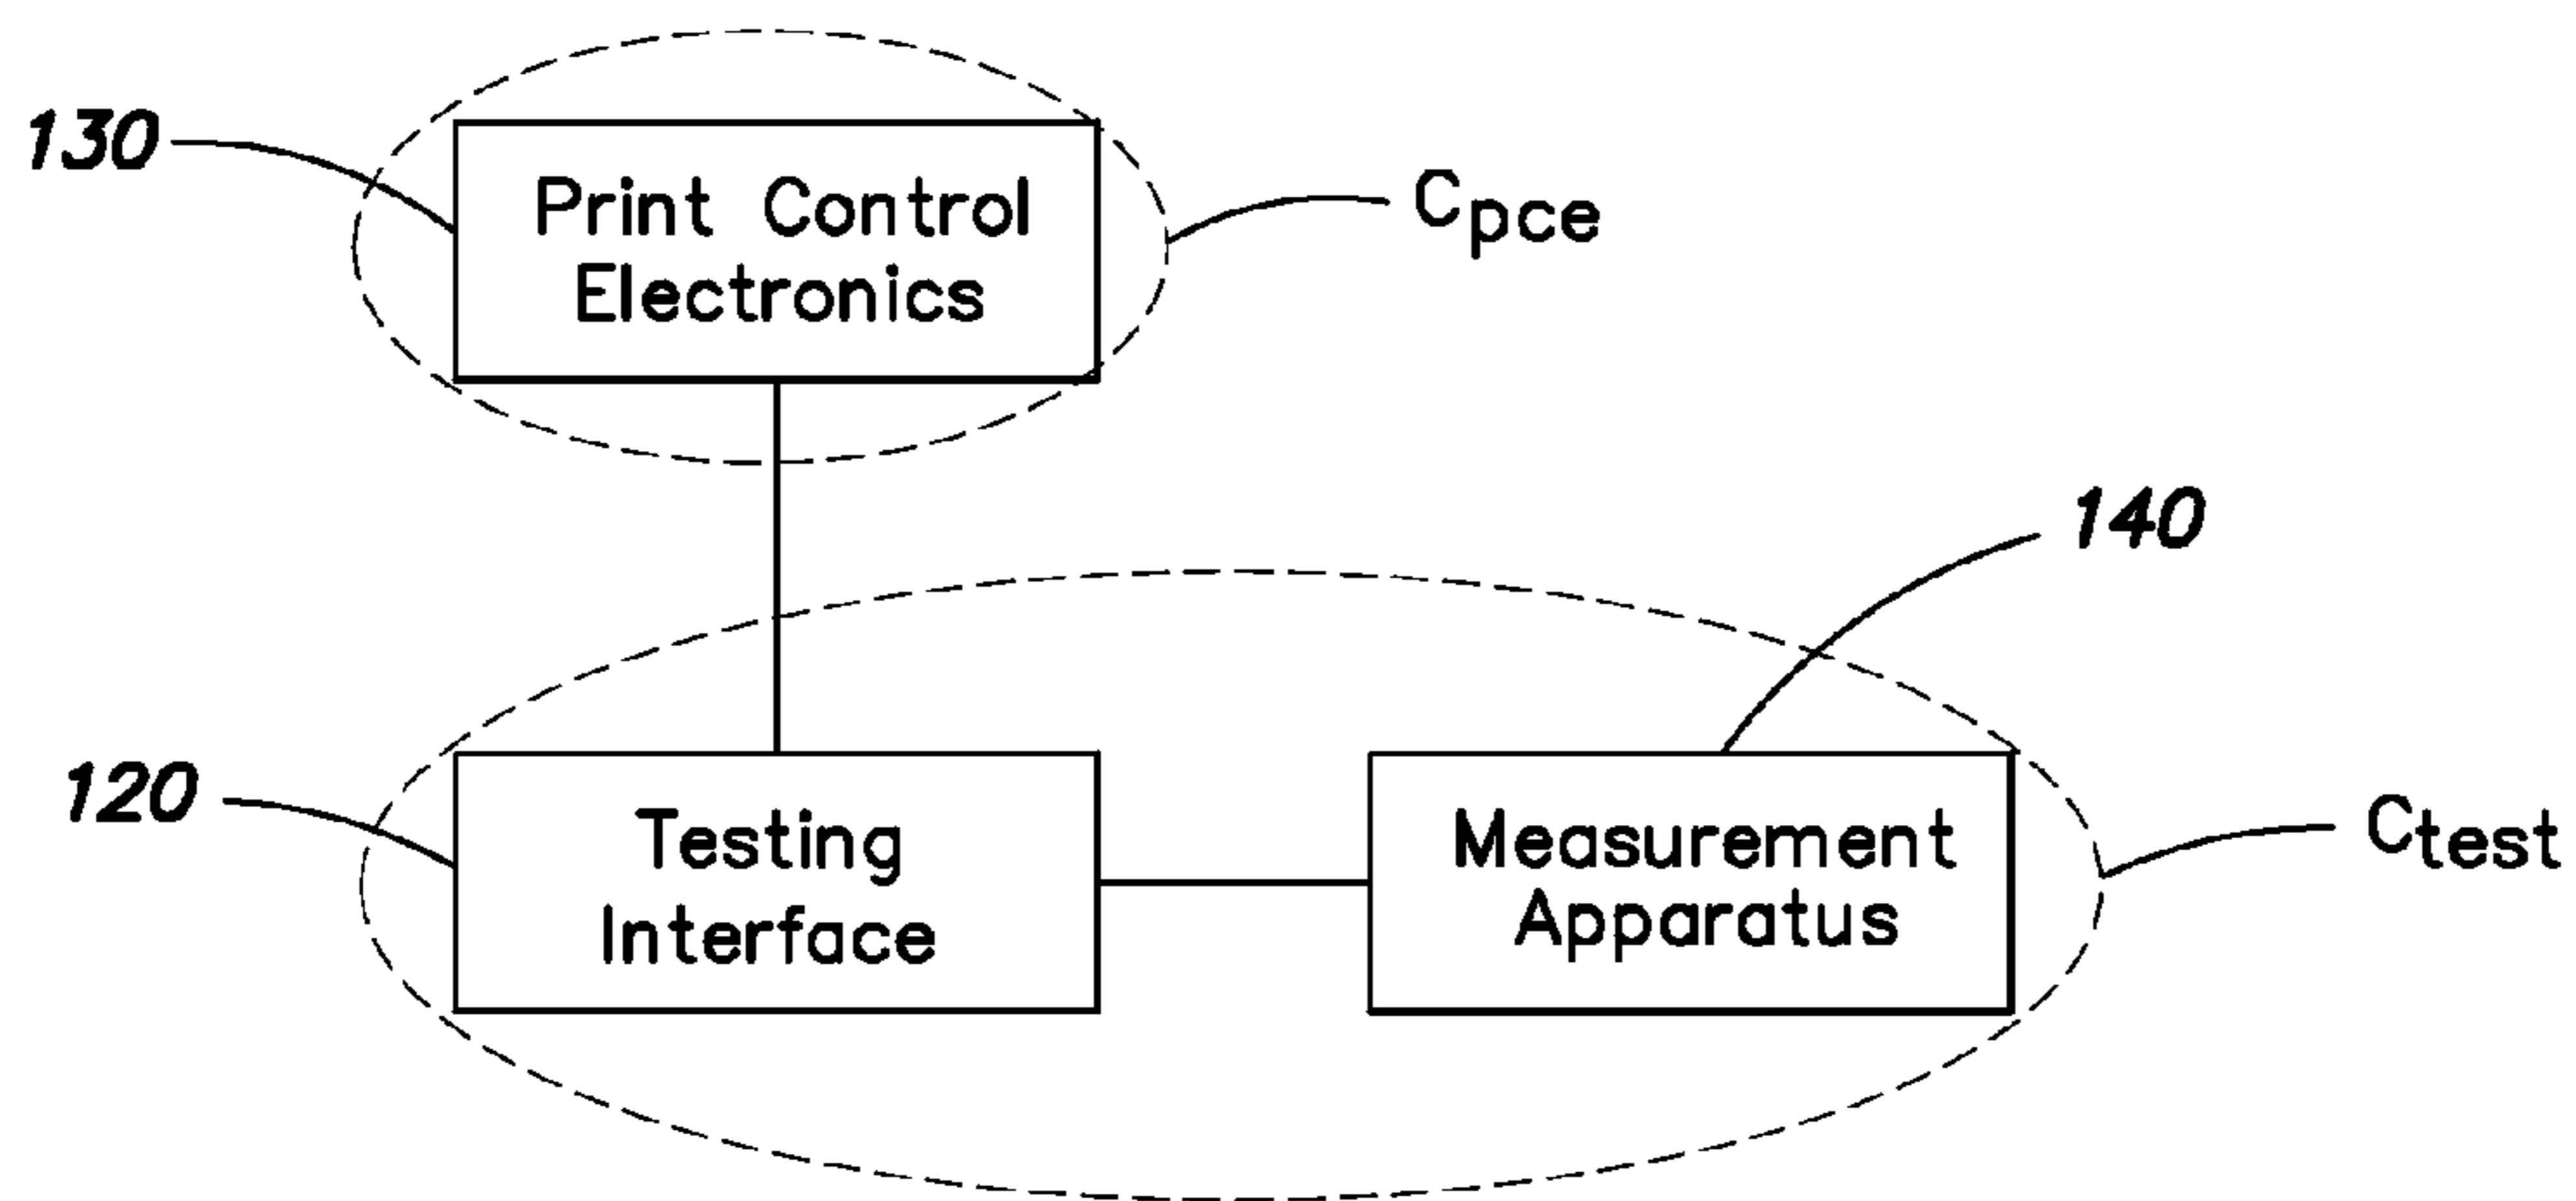 130
Print Control
Electronics
Cpce
140
120
Testing
Interface
Measurement
Apparatus
Ctest